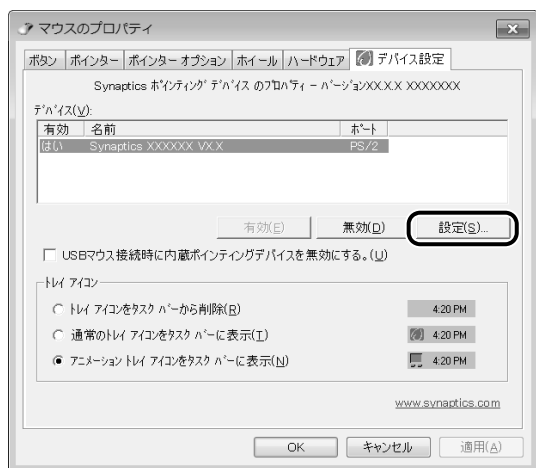 マウスのプロパティ
ボタン ポインター ポインター オプション ホイール ハードウェア デバイス設定
Synaptics ﾎﾟｲﾝﾃｨﾝｸﾞ ﾃﾞﾊﾞｲｽ のﾌﾟﾛﾊﾟﾃｨ － ﾊﾞｰｼﾞｮﾝXX.X.X XXXXXXX
ﾃﾞﾊﾞｲｽ(V):
有効 名前 ﾎﾟｰﾄ
はい Synaptics XXXXXX VX.X PS/2
有効(E) 無効(D) 設定(S)...
USBマウス接続時に内蔵ポインティングデバイスを無効にする。(U)
ﾄﾚｲ ｱｲｺﾝ
ﾄﾚｲ ｱｲｺﾝをﾀｽｸ ﾊﾞｰから削除(R) 4:20 PM
通常のﾄﾚｲ ｱｲｺﾝをﾀｽｸ ﾊﾞｰに表示(T) 4:20 PM
ｱﾆﾒｰｼｮﾝ ﾄﾚｲ ｱｲｺﾝをﾀｽｸ ﾊﾞｰに表示(N) 4:20 PM
www.synaptics.com
OK キャンセル 適用(A)